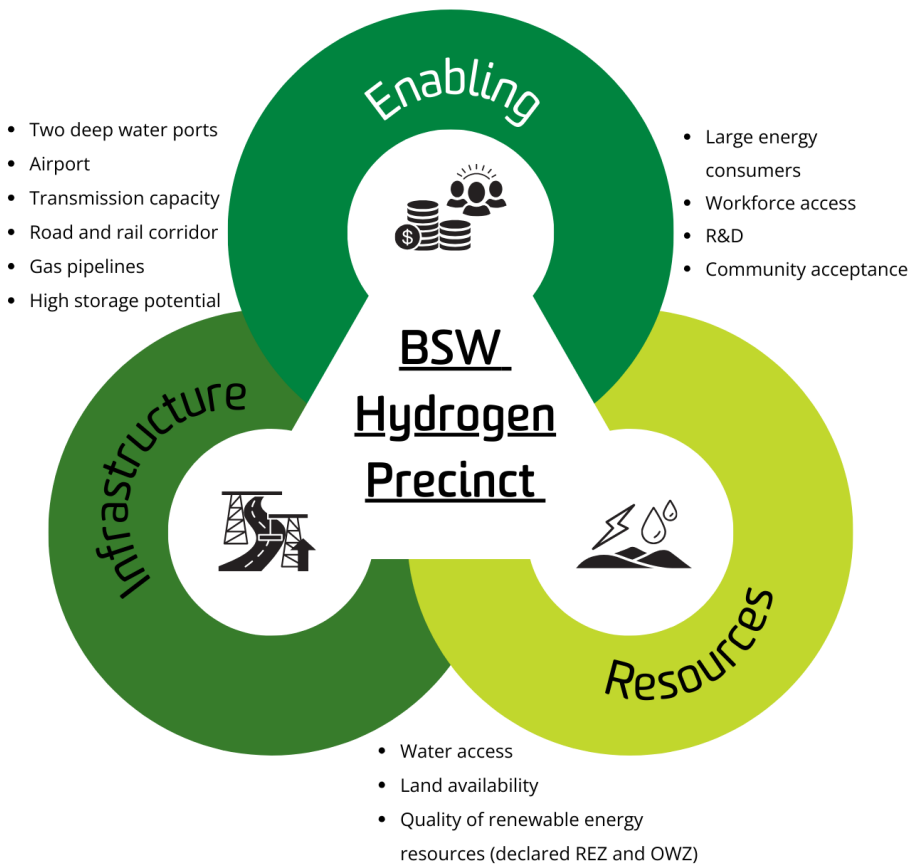 Enabling
• Two deep water ports
• Airport
• Transmission capacity
• Road and rail corridor
• Gas pipelines
• High storage potential
• Large energy
consumers
• Workforce access
• R&D
• Community acceptance
$
BSW
Hydrogen
Precinct
Infrastructure
Resources
• Water access
• Land availability
• Quality of renewable energy
resources (declared REZ and OWZ)